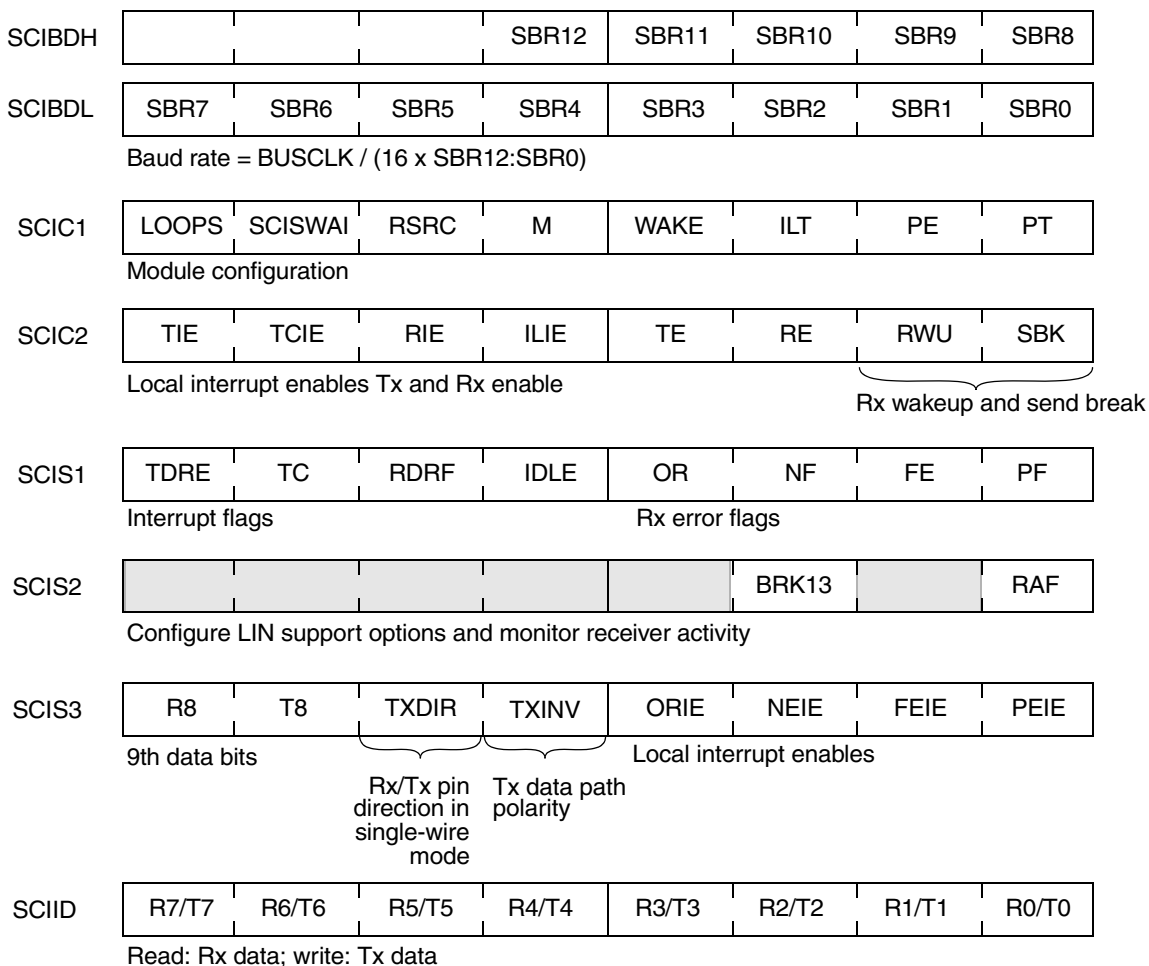 SCIBDH SBR12 SBR11 SBR10 SBR9 SBR8
SCIBDL SBR7 SBR6 SBR5 SBR4 SBR3 SBR2 SBR1 SBR0
Baud rate = BUSCLK / (16 x SBR12:SBR0)
SCIC1 LOOPS SCISWAI RSRC M WAKE ILT PE PT
Module configuration
SCIC2 TIE TCIE RIE ILIE TE RE RWU SBK
Local interrupt enables Tx and Rx enable
Rx wakeup and send break
SCIS1 TDRE TC RDRF IDLE OR NF FE PF
Interrupt flags Rx error flags
SCIS2 BRK13 RAF
Configure LIN support options and monitor receiver activity
SCIS3 R8 T8 TXDIR TXINV ORIE NEIE FEIE PEIE
9th data bits Local interrupt enables
Rx/Tx pin
direction in
single-wire
mode
Tx data path
polarity
SCIID R7/T7 R6/T6 R5/T5 R4/T4 R3/T3 R2/T2 R1/T1 R0/T0
Read: Rx data; write: Tx data